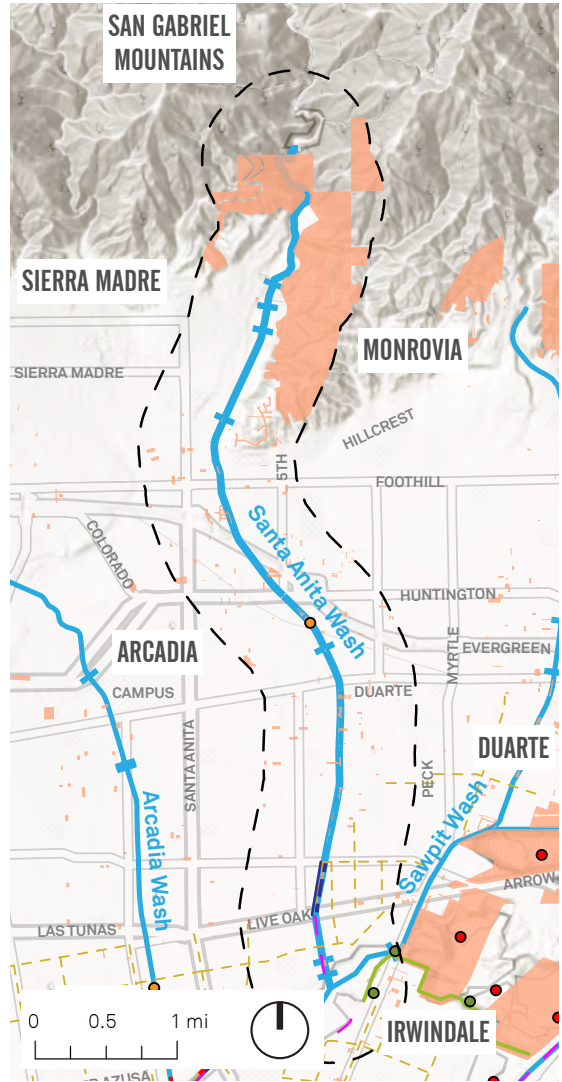 SAN GABRIEL
MOUNTAINS
SIERRA MADRE
MONROVIA
SIERRA MADRE
HILLCREST
5TH
FOOTHILL
Santa Anita Wash
COLORADO
HUNTINGTON
MYRTLE
EVERGREEN
ARCADIA
CAMPUS
DUARTE
SANTA ANITA
DUARTE
PECK
Arcadia Wash
Sawpit Wash
ARROW
LIVE OAK
LAS TUNAS
0 0.5 1 mi
IRWINDALE
AZUSA